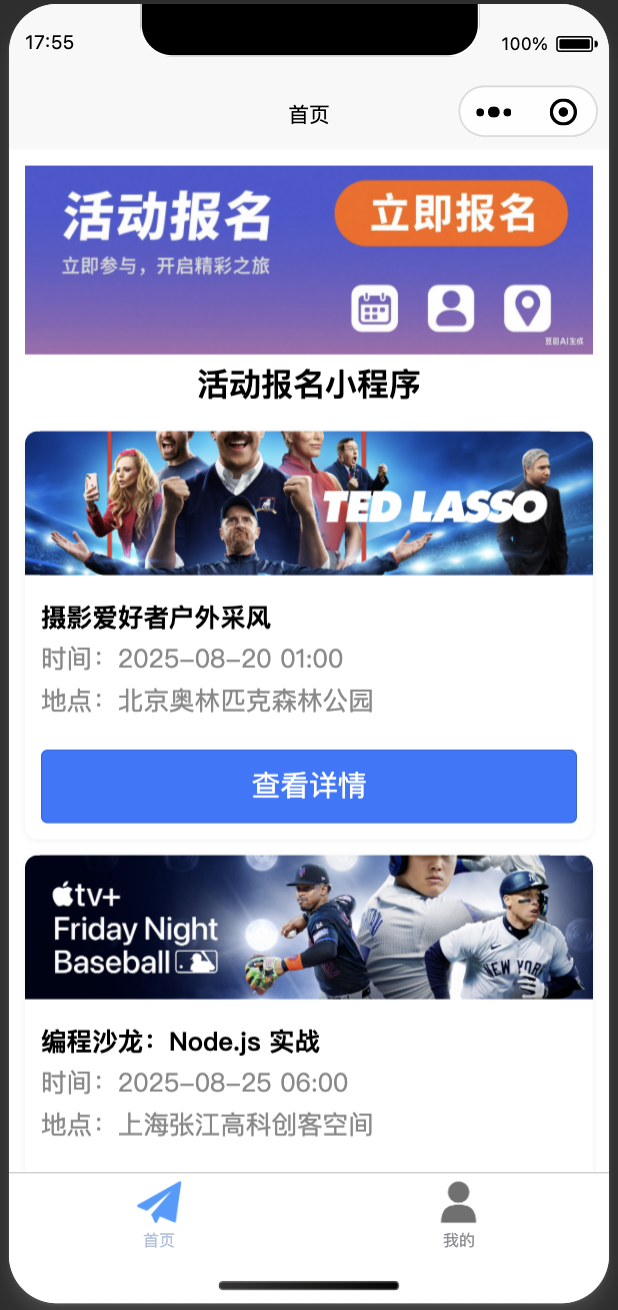 17:55
100%
首页
活动报名
立即报名
立即参与，开启精彩之旅
豆包AI生成
活动报名小程序
TED LASSO
摄影爱好者户外采风
时间：2025-08-20 01:00
地点：北京奥林匹克森林公园
查看详情
tv+
Friday Night
Baseball
NEW YORK
编程沙龙：Node.js 实战
时间：2025-08-25 06:00
地点：上海张江高科创客空间
首页
我的